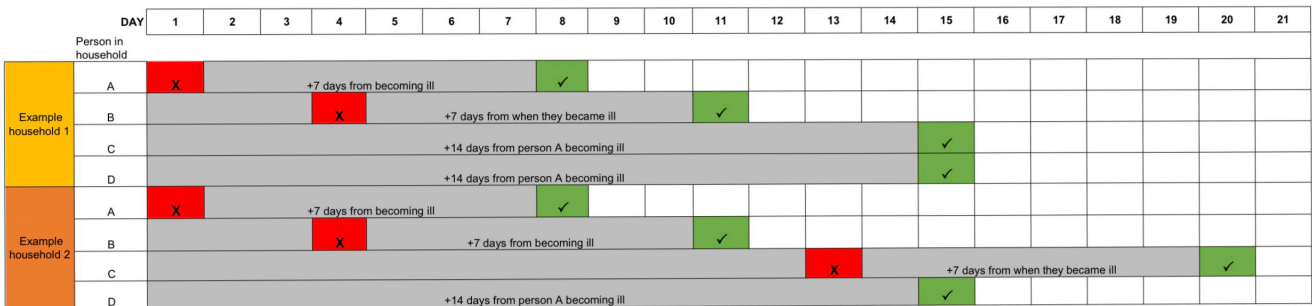 DAY 1 2 3 4 5 6 7 8 9 10 11 12 13 14 15 16 17 18 19 20 21
Person in
household
Example
household 1
A X +7 days from becoming ill ✓
B X +7 days from when they became ill ✓
C +14 days from person A becoming ill ✓
D +14 days from person A becoming ill ✓
Example
household 2
A X +7 days from becoming ill ✓
B X +7 days from becoming ill ✓
C X +7 days from when they became ill ✓
D +14 days from person A becoming ill ✓